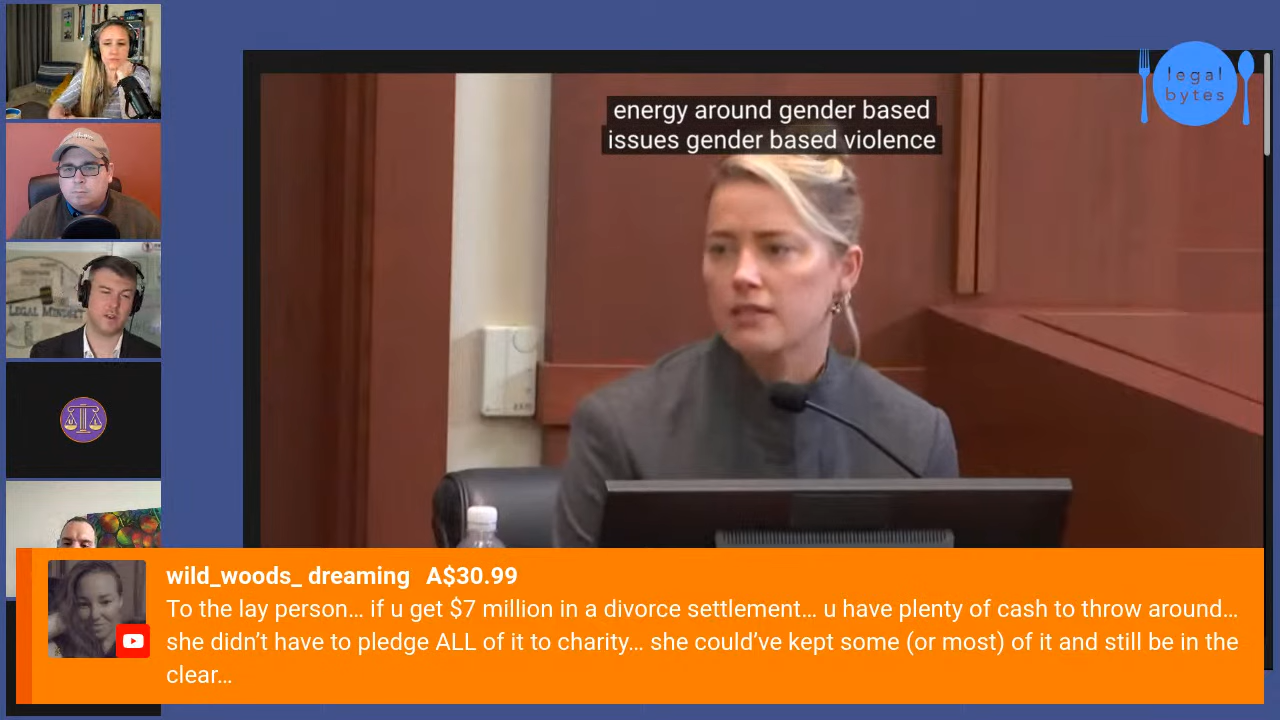 energy around gender based
issues gender based violence
legal
bytes
LEGAL MINDSET
wild_woods_ dreaming A$30.99
To the lay person… if u get $7 million in a divorce settlement… u have plenty of cash to throw around…
she didn’t have to pledge ALL of it to charity… she could’ve kept some (or most) of it and still be in the
clear…